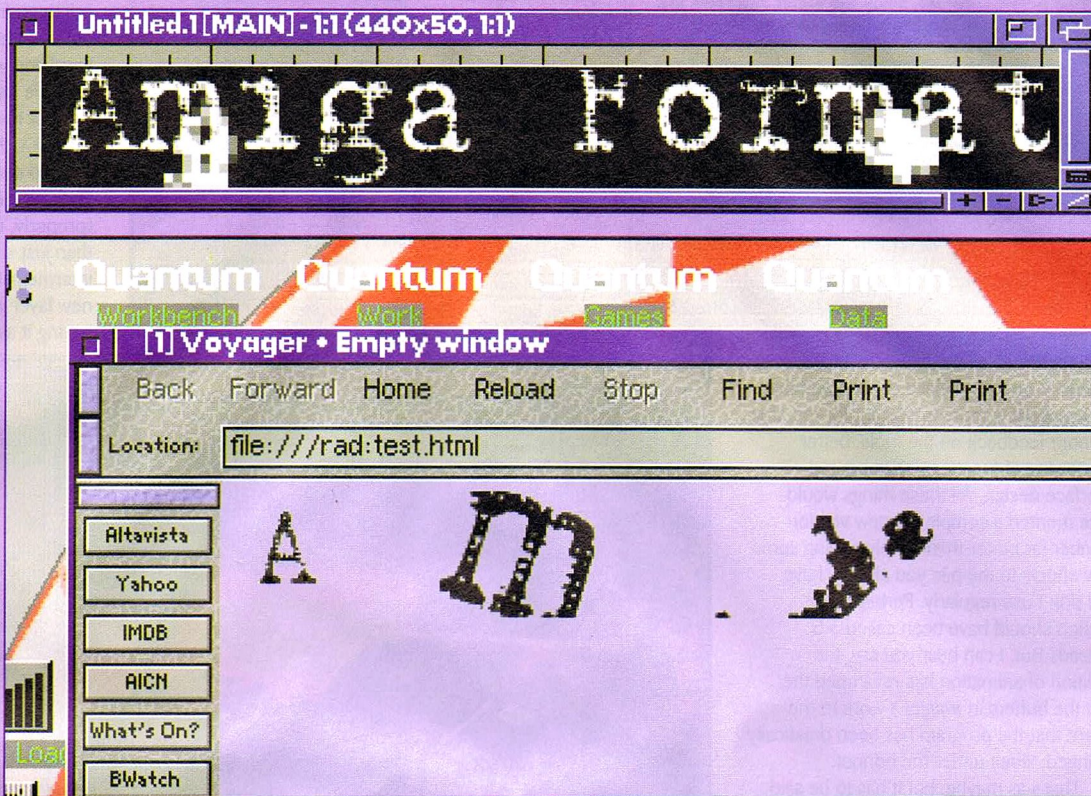 Untitled.1 [MAIN] - 1:1 (440x50, 1:1)
Amiga Format
Quantum Quantum Quantum Quantum
Workbench Work Games Data
[1] Voyager • Empty window
Back Forward Home Reload Stop Find Print Print
Location: file:///rad:test.html
A m
Altavista
Yahoo
IMDB
AICN
What's On?
BWatch